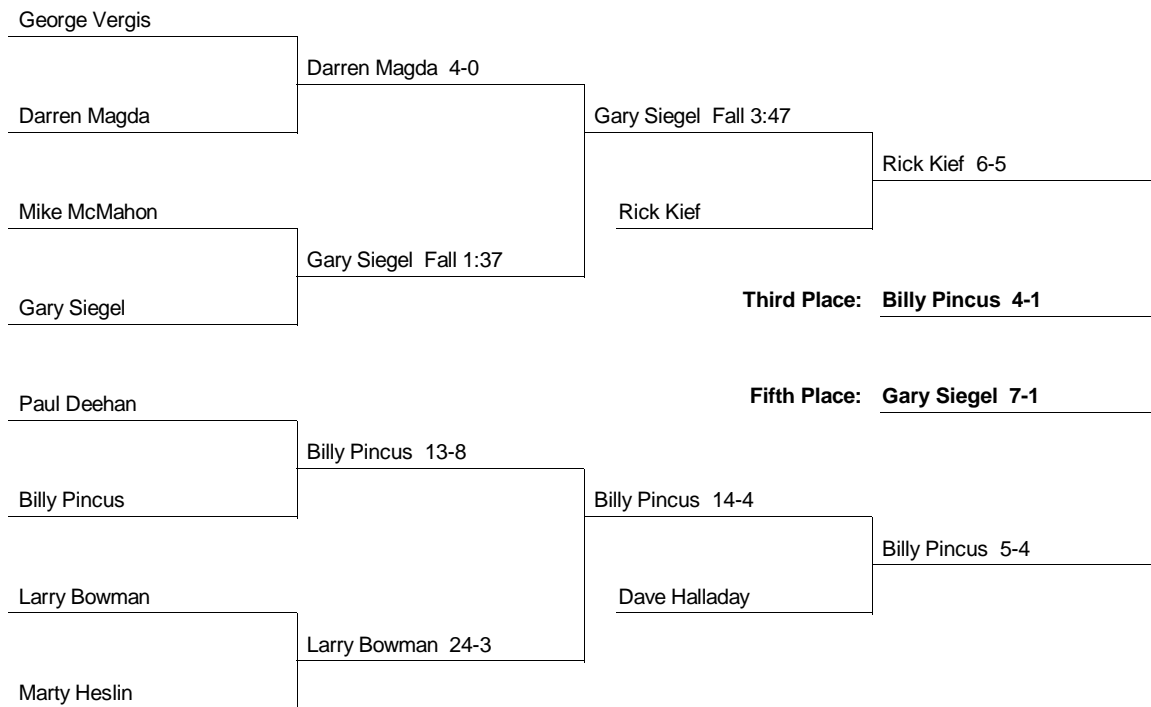 George Vergis
Darren Magda 4-0
Darren Magda
Gary Siegel Fall 3:47
Rick Kief 6-5
Mike McMahon
Rick Kief
Gary Siegel Fall 1:37
Gary Siegel
Third Place: Billy Pincus 4-1
Paul Deehan
Fifth Place: Gary Siegel 7-1
Billy Pincus 13-8
Billy Pincus
Billy Pincus 14-4
Billy Pincus 5-4
Larry Bowman
Dave Halladay
Larry Bowman 24-3
Marty Heslin